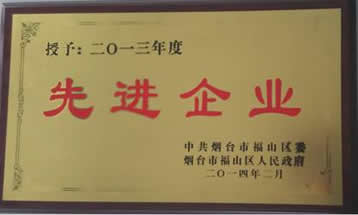 授予：二〇一三年度
先进企业
中共烟台市福山区委
烟台市福山区人民政府
二〇一四年二月